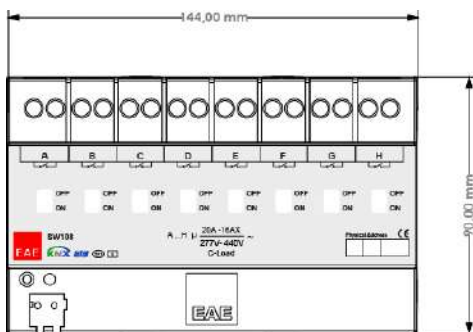 144,00 mm
A B C D E F G H
OFF OFF OFF OFF OFF OFF OFF OFF
ON ON ON ON ON ON ON ON
SW108
EAE KNX
A...H µ 20A -16AX
277V- 440V ~
C-Load
Physical Address CE
90,00 mm
EAE